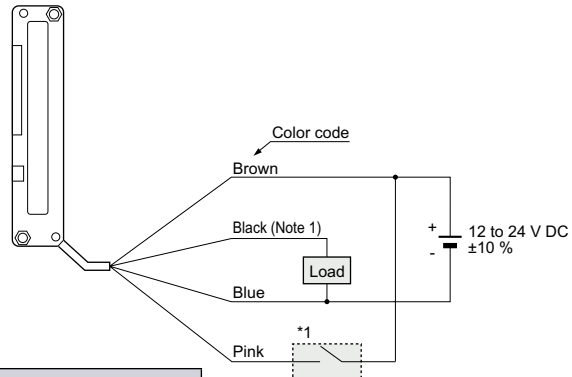 Color code
Brown
Black (Note 1)
+
12 to 24 V DC
±10 %
-
Load
Blue
*1
Pink